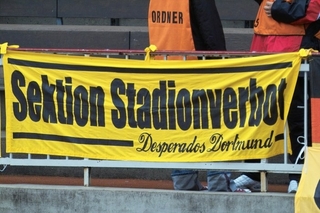 ORDNER
Sektion Stadionverbot
Desperados Dortmund